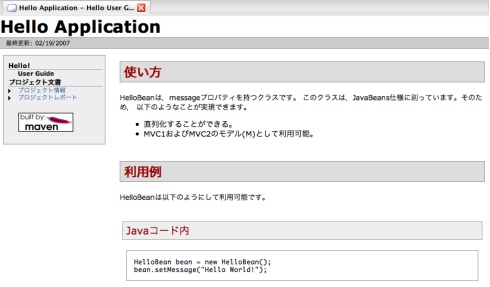 Hello Application - Hello User G...
Hello Application
最終更新: 02/19/2007
Hello!
User Guide
プロジェクト文書
プロジェクト情報
プロジェクトレポート
built by:
maven
使い方
HelloBeanは、messageプロパティを持つクラスです。 このクラスは、JavaBeans仕様に則っています。そのた
め、 以下のようなことが実現できます。
直列化することができる。
MVC1およびMVC2のモデル(M)として利用可能。
利用例
HelloBeanは以下のようにして利用可能です。
Javaコード内
HelloBean bean = new HelloBean();
bean.setMessage("Hello World!");